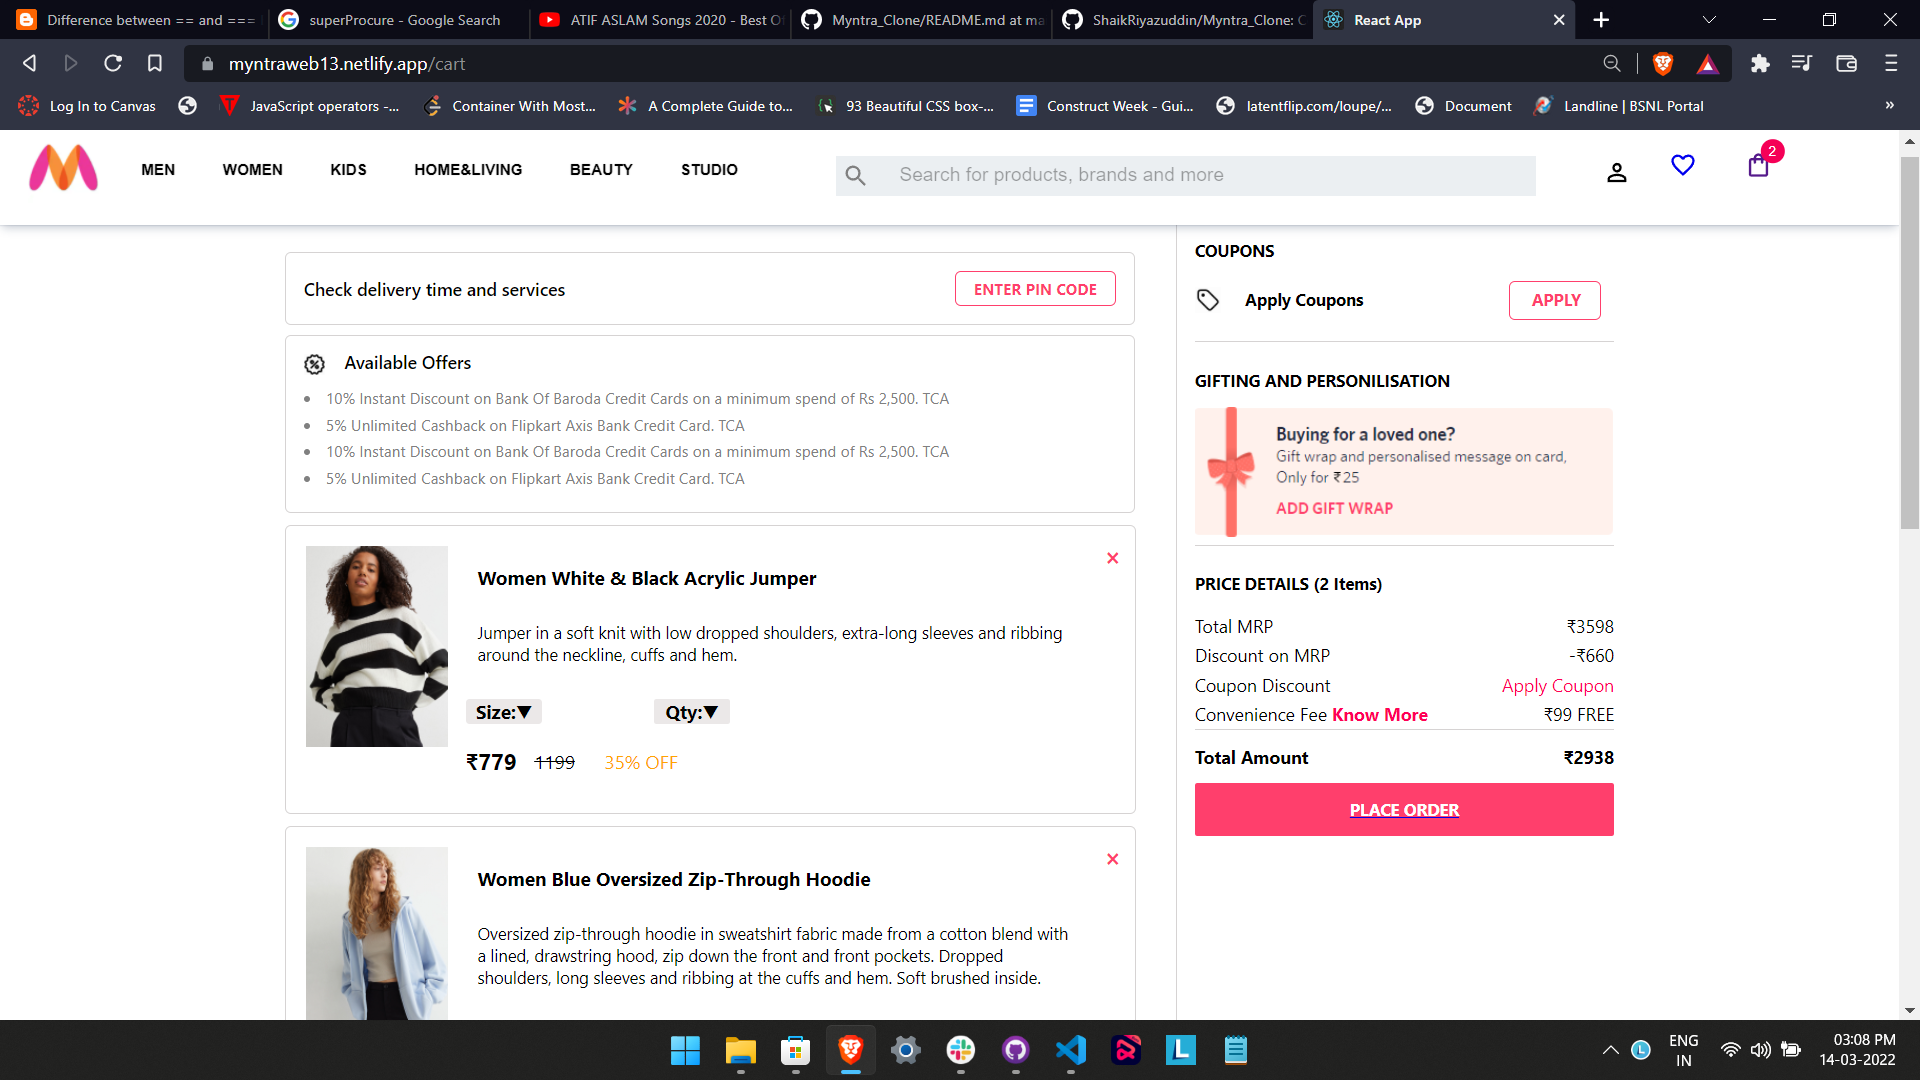 Difference between == and ===
superProcure - Google Search
ATIF ASLAM Songs 2020 - Best O
Myntra_Clone/README.md at ma
ShaikRiyazuddin/Myntra_Clone: C
React App
myntraweb13.netlify.app/cart
Log In to Canvas
JavaScript operators -...
Container With Most...
A Complete Guide to...
93 Beautiful CSS box-...
Construct Week - Gui...
latentflip.com/loupe/...
Document
Landline | BSNL Portal
»
MEN
WOMEN
KIDS
HOME&LIVING
BEAUTY
STUDIO
Search for products, brands and more
2
Check delivery time and services
ENTER PIN CODE
Available Offers
• 10% Instant Discount on Bank Of Baroda Credit Cards on a minimum spend of Rs 2,500. TCA
• 5% Unlimited Cashback on Flipkart Axis Bank Credit Card. TCA
• 10% Instant Discount on Bank Of Baroda Credit Cards on a minimum spend of Rs 2,500. TCA
• 5% Unlimited Cashback on Flipkart Axis Bank Credit Card. TCA
Women White & Black Acrylic Jumper
Jumper in a soft knit with low dropped shoulders, extra-long sleeves and ribbing
around the neckline, cuffs and hem.
Size:▼ Qty:▼
₹779 1199 35% OFF
Women Blue Oversized Zip-Through Hoodie
Oversized zip-through hoodie in sweatshirt fabric made from a cotton blend with
a lined, drawstring hood, zip down the front and front pockets. Dropped
shoulders, long sleeves and ribbing at the cuffs and hem. Soft brushed inside.
COUPONS
Apply Coupons
APPLY
GIFTING AND PERSONILISATION
Buying for a loved one?
Gift wrap and personalised message on card,
Only for ₹25
ADD GIFT WRAP
PRICE DETAILS (2 Items)
Total MRP ₹3598
Discount on MRP -₹660
Coupon Discount Apply Coupon
Convenience Fee Know More ₹99 FREE
Total Amount ₹2938
PLACE ORDER
ENG
IN
03:08 PM
14-03-2022